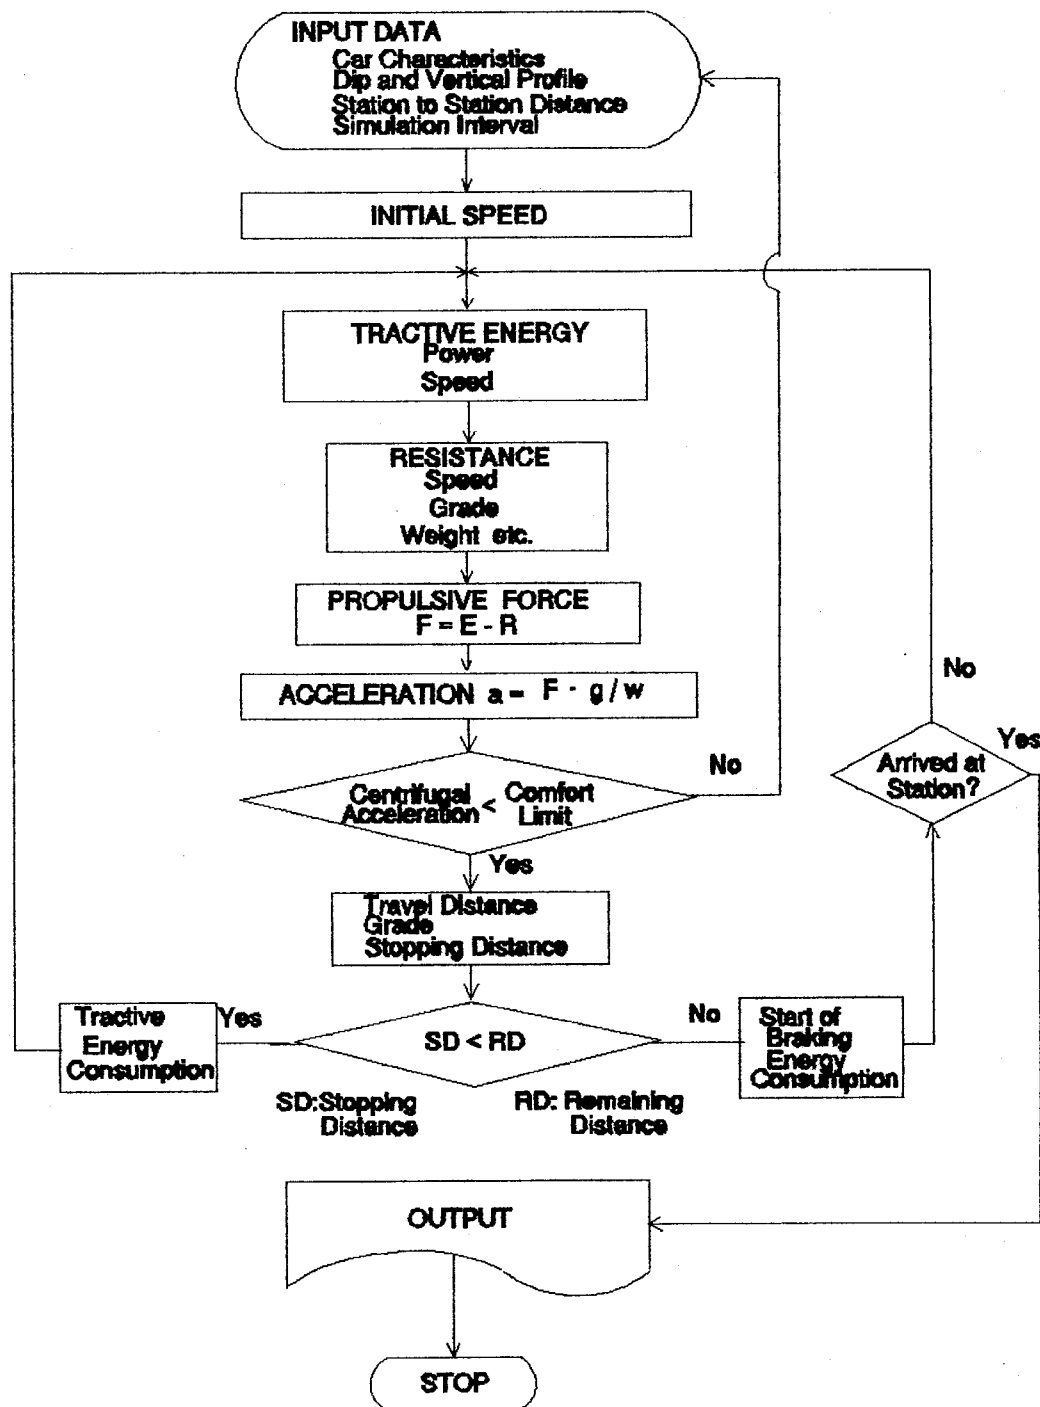 INPUT DATA
Car Characteristics
Dip and Vertical Profile
Station to Station Distance
Simulation Interval
INITIAL SPEED
TRACTIVE ENERGY
Power
Speed
RESISTANCE
Speed
Grade
Weight etc.
PROPULSIVE FORCE
F = E - R
ACCELERATION a = F · g / w
No
Centrifugal Acceleration < Comfort Limit
Yes
No
Yes
Arrived at
Station?
Travel Distance
Grade
Stopping Distance
Tractive
Energy
Consumption
Yes
SD < RD
No
Start of
Braking
Energy
Consumption
SD:Stopping
Distance
RD: Remaining
Distance
OUTPUT
STOP